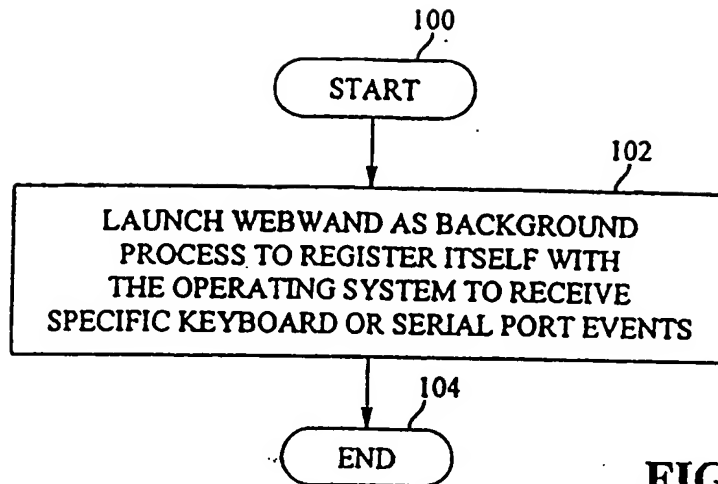 100
START
102
LAUNCH WEBWAND AS BACKGROUND
PROCESS TO REGISTER ITSELF WITH
THE OPERATING SYSTEM TO RECEIVE
SPECIFIC KEYBOARD OR SERIAL PORT EVENTS
104
END
FIG